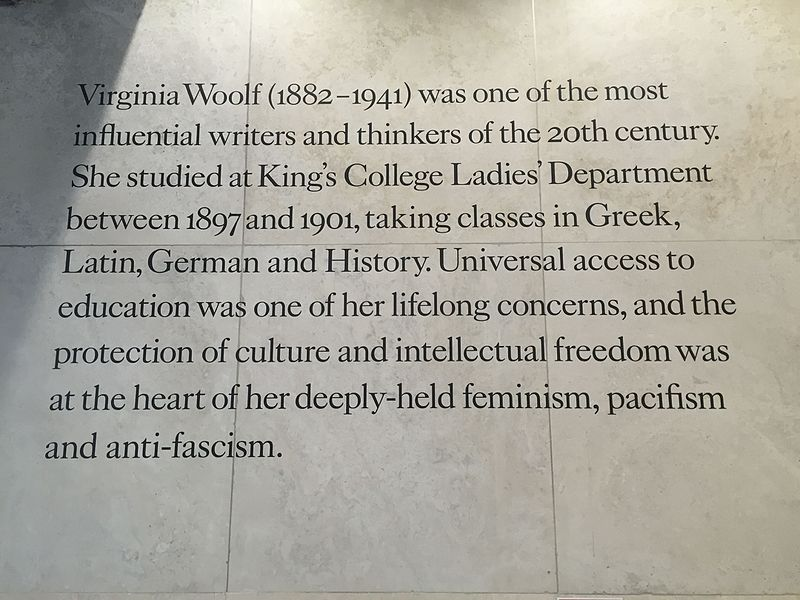 Virginia Woolf (1882–1941) was one of the most
influential writers and thinkers of the 20th century.
She studied at King’s College Ladies’ Department
between 1897 and 1901, taking classes in Greek,
Latin, German and History. Universal access to
education was one of her lifelong concerns, and the
protection of culture and intellectual freedom was
at the heart of her deeply-held feminism, pacifism
and anti-fascism.